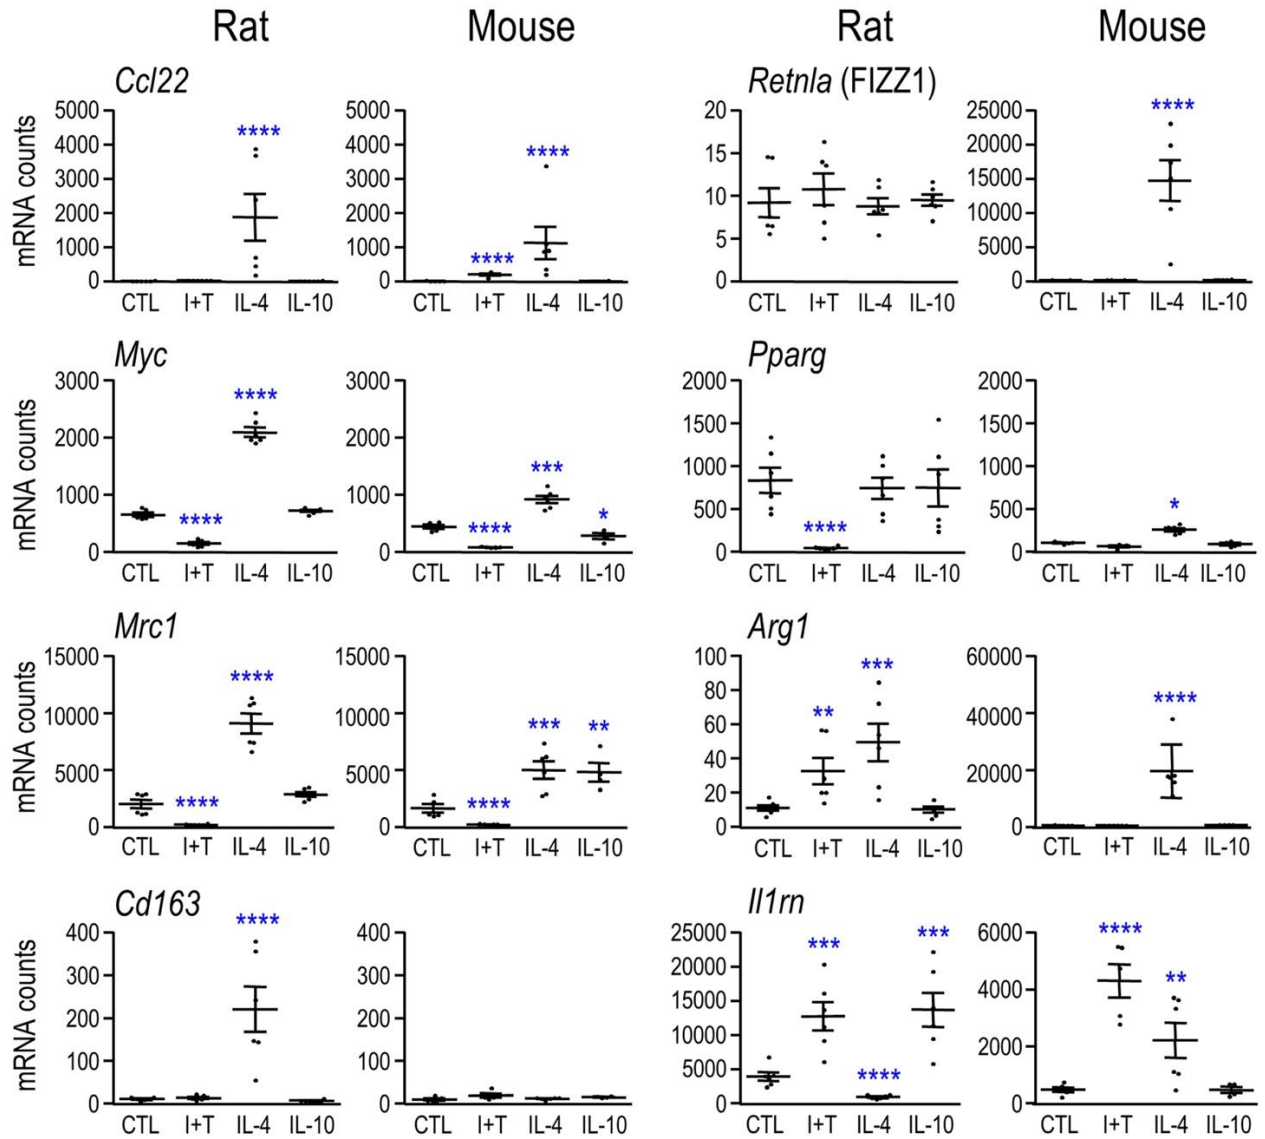 Rat Mouse Rat Mouse
Ccl22 Retnla (FIZZ1)
mRNA counts
5000 4000 3000 2000 1000 0
****
CTL I+T IL-4 IL-10
5000 4000 3000 2000 1000 0
**** ****
CTL I+T IL-4 IL-10
20 15 10 5 0
CTL I+T IL-4 IL-10
25000 20000 15000 10000 5000 0
****
CTL I+T IL-4 IL-10
Myc Pparg
mRNA counts
3000 2000 1000 0
**** ****
CTL I+T IL-4 IL-10
3000 2000 1000 0
**** *** *
CTL I+T IL-4 IL-10
2000 1500 1000 500 0
****
CTL I+T IL-4 IL-10
2000 1500 1000 500 0
*
CTL I+T IL-4 IL-10
Mrc1 Arg1
mRNA counts
15000 10000 5000 0
**** ****
CTL I+T IL-4 IL-10
15000 10000 5000 0
**** *** **
CTL I+T IL-4 IL-10
100 80 60 40 20 0
** ***
CTL I+T IL-4 IL-10
60000 40000 20000 0
****
CTL I+T IL-4 IL-10
Cd163 Il1rn
mRNA counts
400 300 200 100 0
****
CTL I+T IL-4 IL-10
400 300 200 100 0
CTL I+T IL-4 IL-10
25000 20000 15000 10000 5000 0
*** **** ***
CTL I+T IL-4 IL-10
6000 4000 2000 0
**** **
CTL I+T IL-4 IL-10